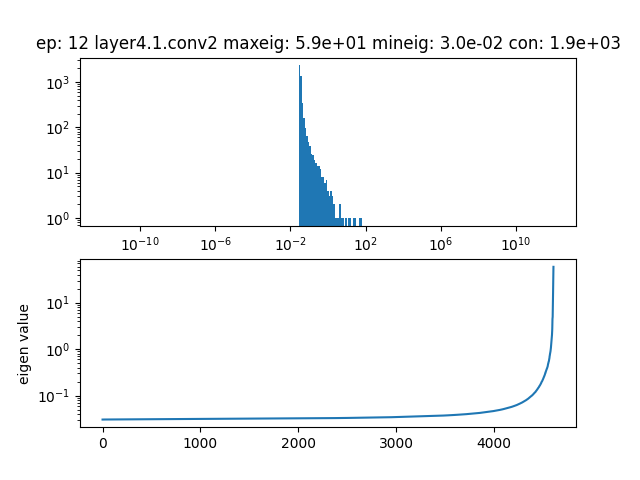 ep: 12 layer4.1.conv2 maxeig: 5.9e+01 mineig: 3.0e-02 con: 1.9e+03
10³
10²
10¹
10⁰
10⁻¹⁰ 10⁻⁶ 10⁻² 10² 10⁶ 10¹⁰
eigen value
10¹
10⁰
10⁻¹
0 1000 2000 3000 4000